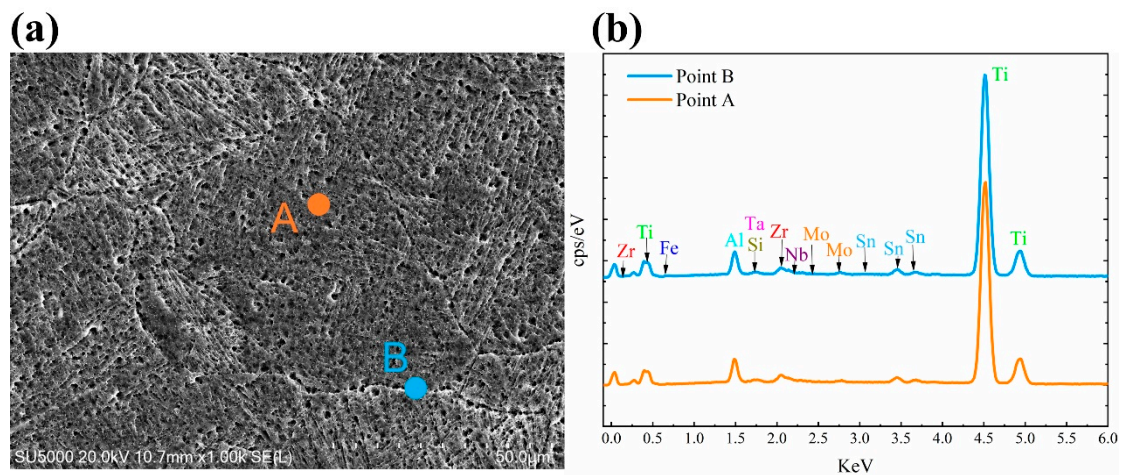 (a)
(b)
A
B
SU5000 20.0kV 10.7mm x1.00k SE(L)
50.0μm
Point B
Point A
Ti
Ta
Ti
Zr
Fe
Al
Si
Zr
Nb
Mo
Mo
Sn
Sn
Sn
Ti
cps/eV
0.0 0.5 1.5 2.0 2.5 3.0 3.5 4.0 4.5 5.0 5.5 6.0
KeV